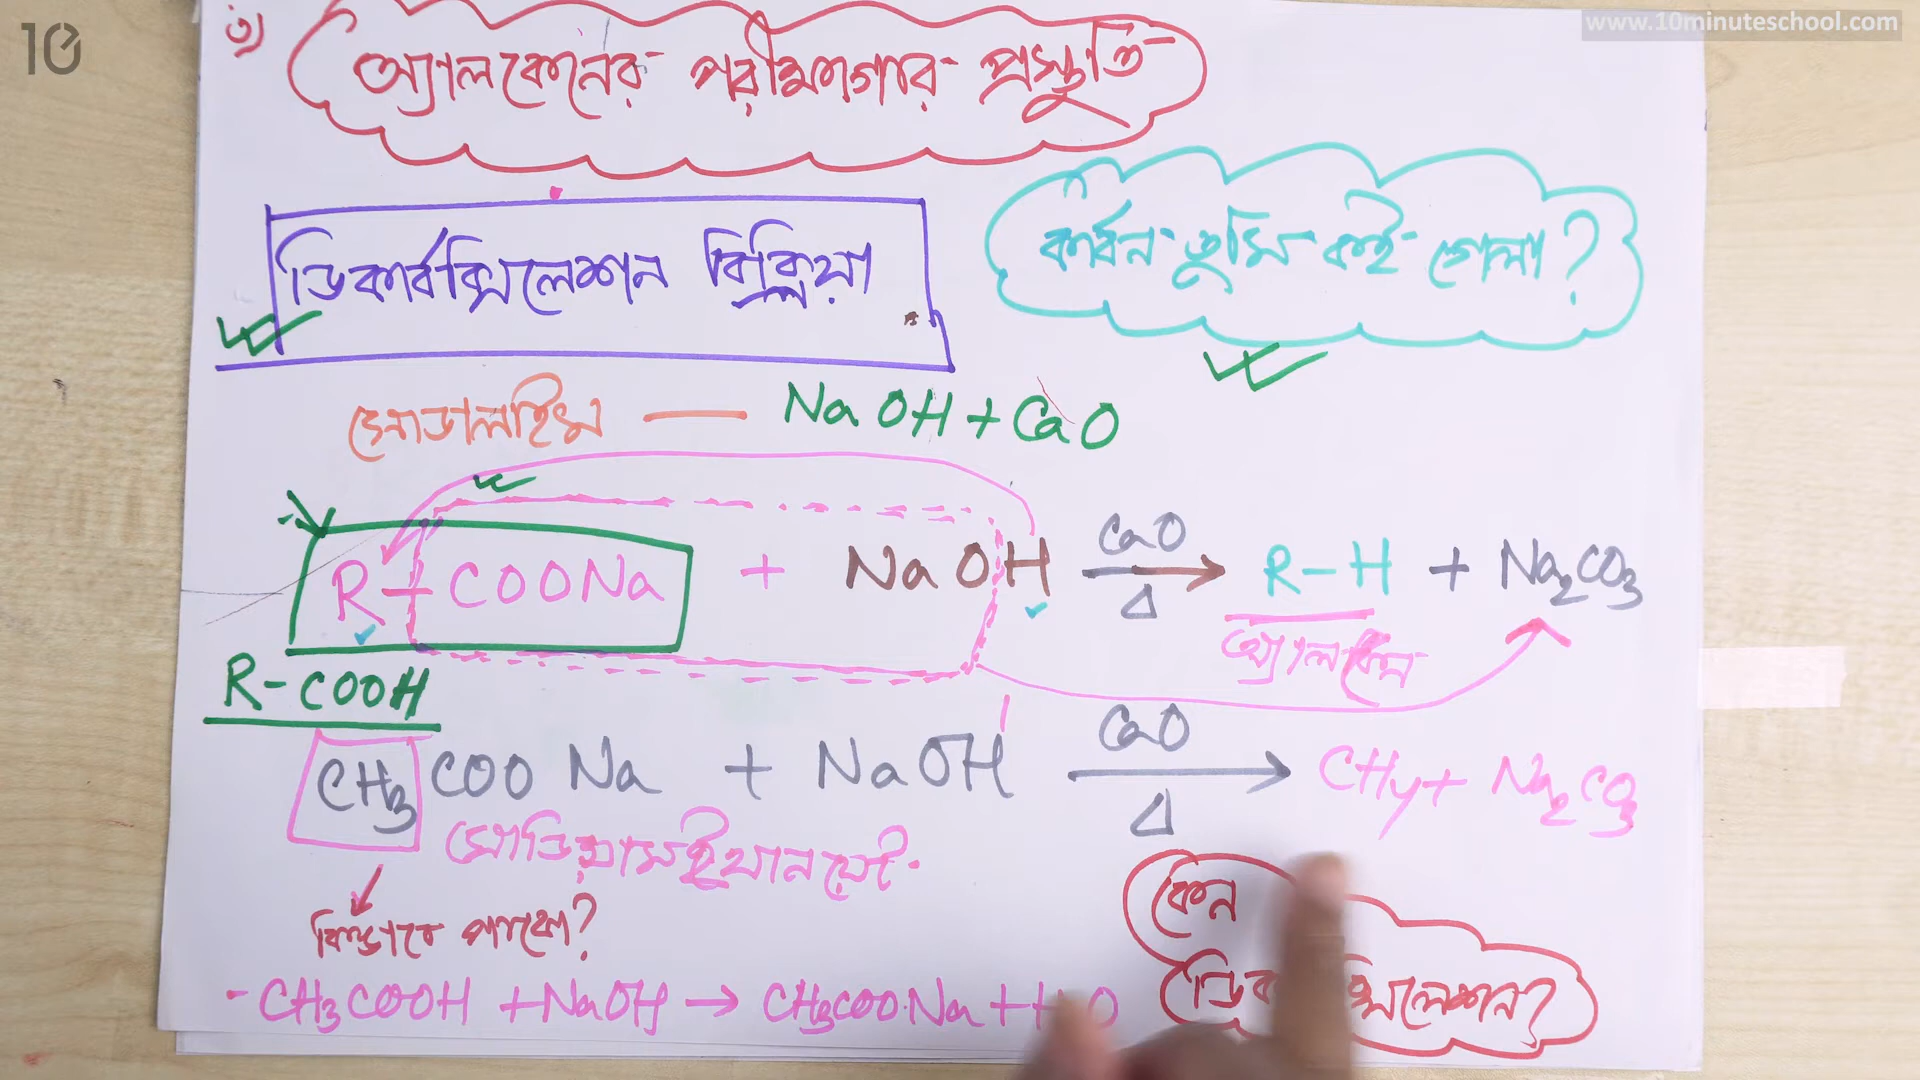 10
www.10minuteschool.com
৩)
অ্যালকেনের পরীক্ষাগার প্রস্তুতি
ডিকার্বক্সিলেশন বিক্রিয়া
কার্বন তুমি কই গেলা?
সোডালাইম — NaOH + CaO
R-COONa + NaOH CaO → Δ R-H + Na₂CO₃
অ্যালকেন
R-COOH
CH₃COONa + NaOH CaO → Δ CH₄ + Na₂CO₃
সোডিয়াম ইথানয়েট
কিভাবে পাবো?
কেন
CH₃COOH + NaOH → CH₃COONa +